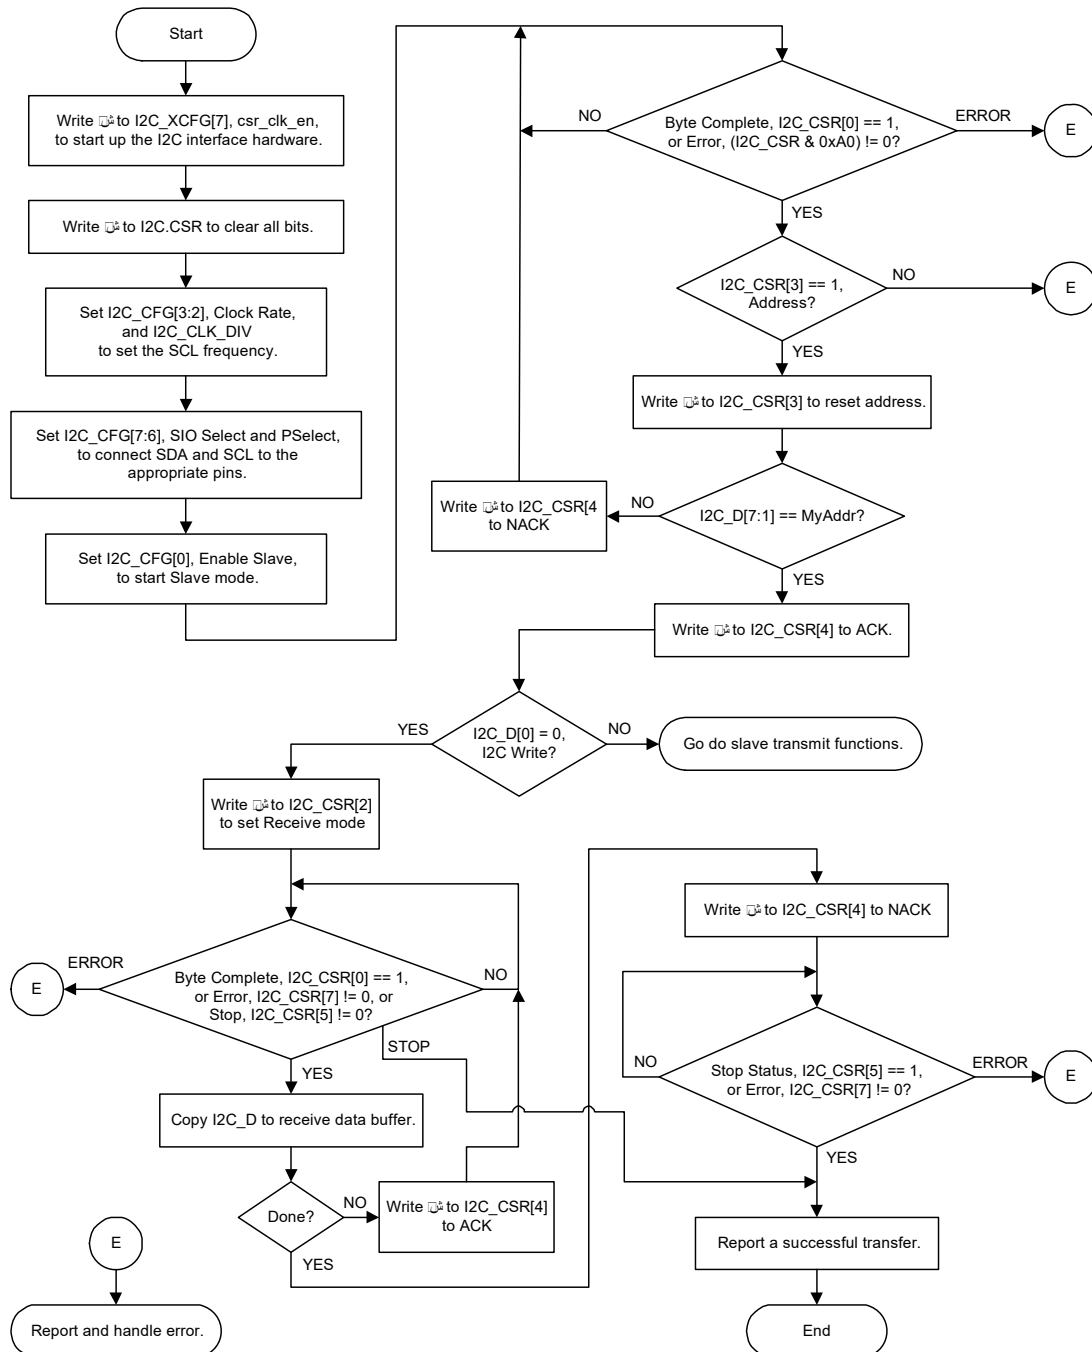 Start
Write to I2C_XCFG[7], csr_clk_en,
to start up the I2C interface hardware.
Write to I2C.CSR to clear all bits.
Set I2C_CFG[3:2], Clock Rate,
and I2C_CLK_DIV
to set the SCL frequency.
Set I2C_CFG[7:6], SIO Select and PSelect,
to connect SDA and SCL to the
appropriate pins.
Set I2C_CFG[0], Enable Slave,
to start Slave mode.
Byte Complete, I2C_CSR[0] == 1,
or Error, (I2C_CSR & 0xA0) != 0?
NO
ERROR
E
YES
I2C_CSR[3] == 1,
Address?
NO
E
YES
Write to I2C_CSR[3] to reset address.
I2C_D[7:1] == MyAddr?
NO
Write to I2C_CSR[4
to NACK
YES
Write to I2C_CSR[4] to ACK.
I2C_D[0] = 0,
I2C Write?
YES
NO
Go do slave transmit functions.
Write to I2C_CSR[2]
to set Receive mode
Byte Complete, I2C_CSR[0] == 1,
or Error, I2C_CSR[7] != 0, or
Stop, I2C_CSR[5] != 0?
ERROR
E
NO
STOP
YES
Copy I2C_D to receive data buffer.
Done?
NO
Write to I2C_CSR[4]
to ACK
YES
Write to I2C_CSR[4] to NACK
Stop Status, I2C_CSR[5] == 1,
or Error, I2C_CSR[7] != 0?
NO
ERROR
E
YES
Report a successful transfer.
End
E
Report and handle error.